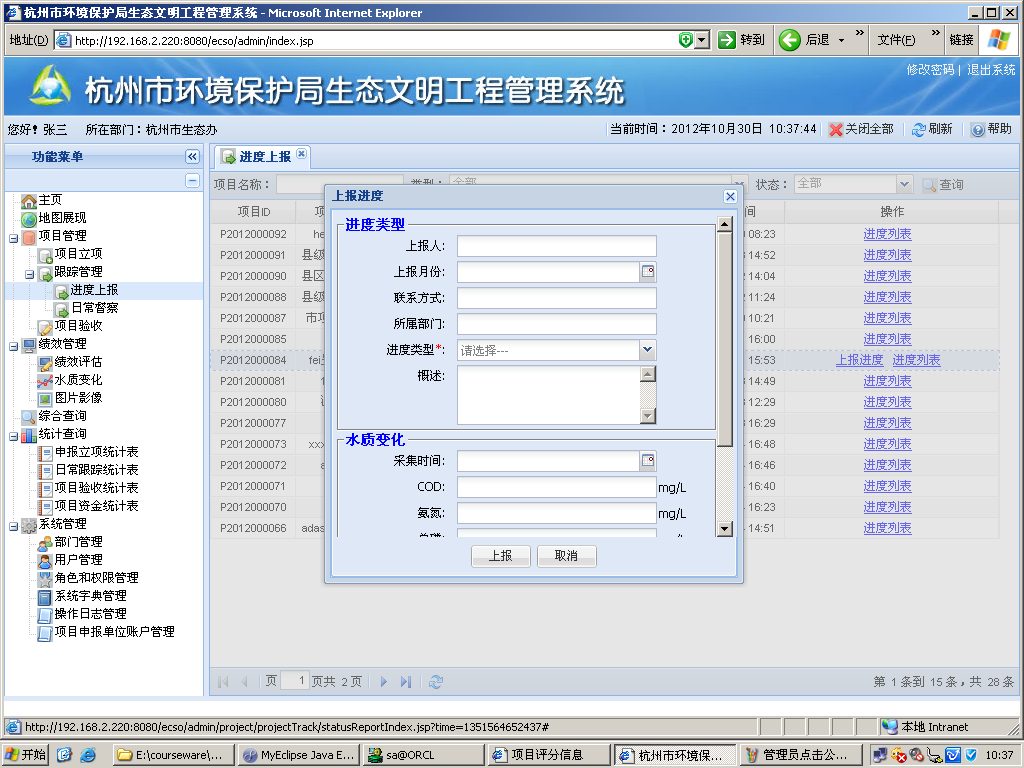 杭州市环境保护局生态文明工程管理系统 - Microsoft Internet Explorer
地址(D) http://192.168.2.220:8080/ecso/admin/index.jsp 转到 后退 » 文件(F) » 链接
修改密码 | 退出系统
杭州市环境保护局生态文明工程管理系统
您好! 张三 所在部门：杭州市生态办 当前时间：2012年10月30日 10:37:44 关闭全部 刷新 帮助
功能菜单
主页
地图展现
项目管理
项目立项
跟踪管理
进度上报
日常督察
项目验收
绩效管理
绩效评估
水质变化
图片影像
综合查询
统计查询
申报立项统计表
日常跟踪统计表
项目验收统计表
项目资金统计表
系统管理
部门管理
用户管理
角色和权限管理
系统字典管理
操作日志管理
项目申报单位账户管理
进度上报
项目名称： 类型： 全部 状态： 全部 查询
项目ID 项 间 操作
P2012000092 he 08:23 进度列表
P2012000091 县级 14:52 进度列表
P2012000089 县区 14:04 进度列表
P2012000088 县级 11:24 进度列表
P2012000087 市项 10:21 进度列表
P2012000085 16:00 进度列表
P2012000084 fei 15:53 上报进度 进度列表
P2012000081 14:49 进度列表
P2012000080 12:29 进度列表
P2012000077 16:29 进度列表
P2012000073 xxx 16:48 进度列表
P2012000072 16:46 进度列表
P2012000071 16:40 进度列表
P2012000070 16:23 进度列表
P2012000066 adas 14:51 进度列表
上报进度
进度类型
上报人:
上报月份:
联系方式:
所属部门:
进度类型*: 请选择---
概述:
水质变化
采集时间:
COD: mg/L
氨氮: mg/L
上报 取消
页 1 页共 2 页 第 1 条到 15 条，共 28 条
http://192.168.2.220:8080/ecso/admin/project/projectTrack/statusReportIndex.jsp?time=1351564652437# 本地 Intranet
开始 E:\courseware\... MyEclipse Java E... sa@ORCL 项目评分信息 杭州市环境保... 管理员点击公... 10:37